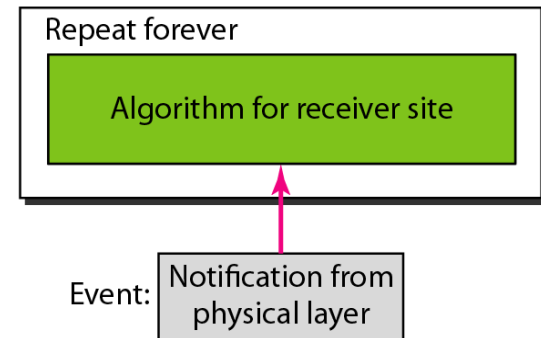 Repeat forever
Algorithm for receiver site
Event:
Notification from
physical layer